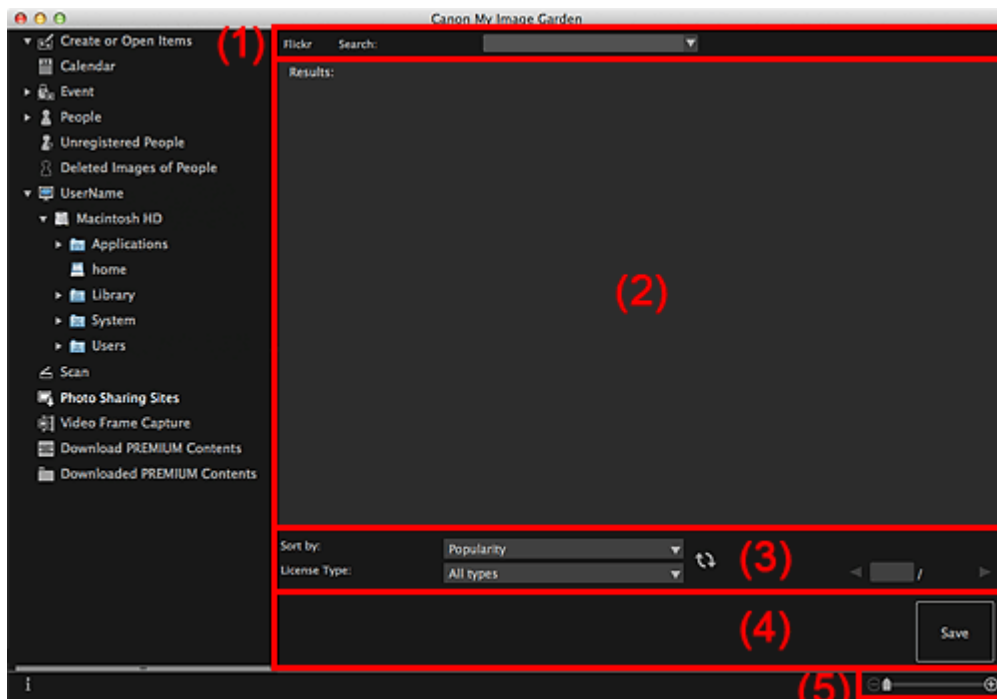 Canon My Image Garden
Create or Open Items
Calendar
Event
People
Unregistered People
Deleted Images of People
UserName
Macintosh HD
Applications
home
Library
System
Users
Scan
Photo Sharing Sites
Video Frame Capture
Download PREMIUM Contents
Downloaded PREMIUM Contents
(1)
Flickr Search:
Results:
(2)
Sort by: Popularity
License Type: All types
(3)
/
(4)
Save
(5)